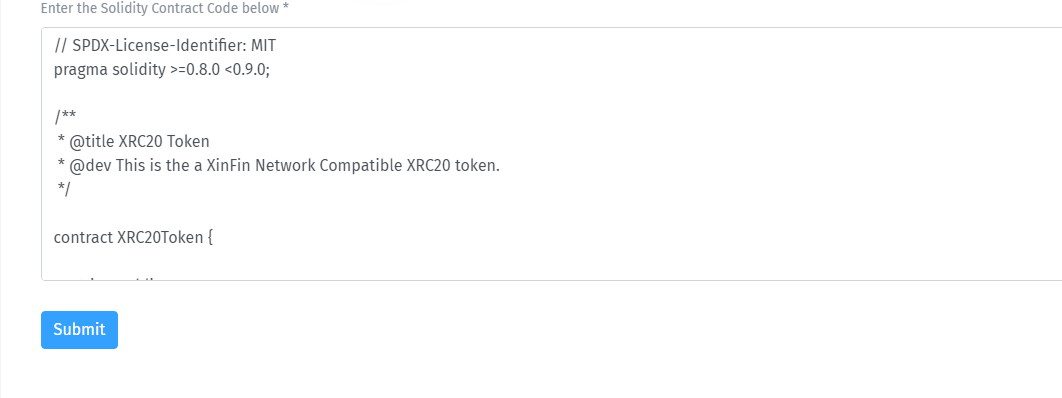 Enter the Solidity Contract Code below *
// SPDX-License-Identifier: MIT
pragma solidity >=0.8.0 <0.9.0;
/**
* @title XRC20 Token
* @dev This is the a XinFin Network Compatible XRC20 token.
*/
contract XRC20Token {
Submit